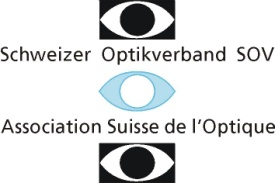 Schweizer Optikverband SOV
Association Suisse de l'Optique